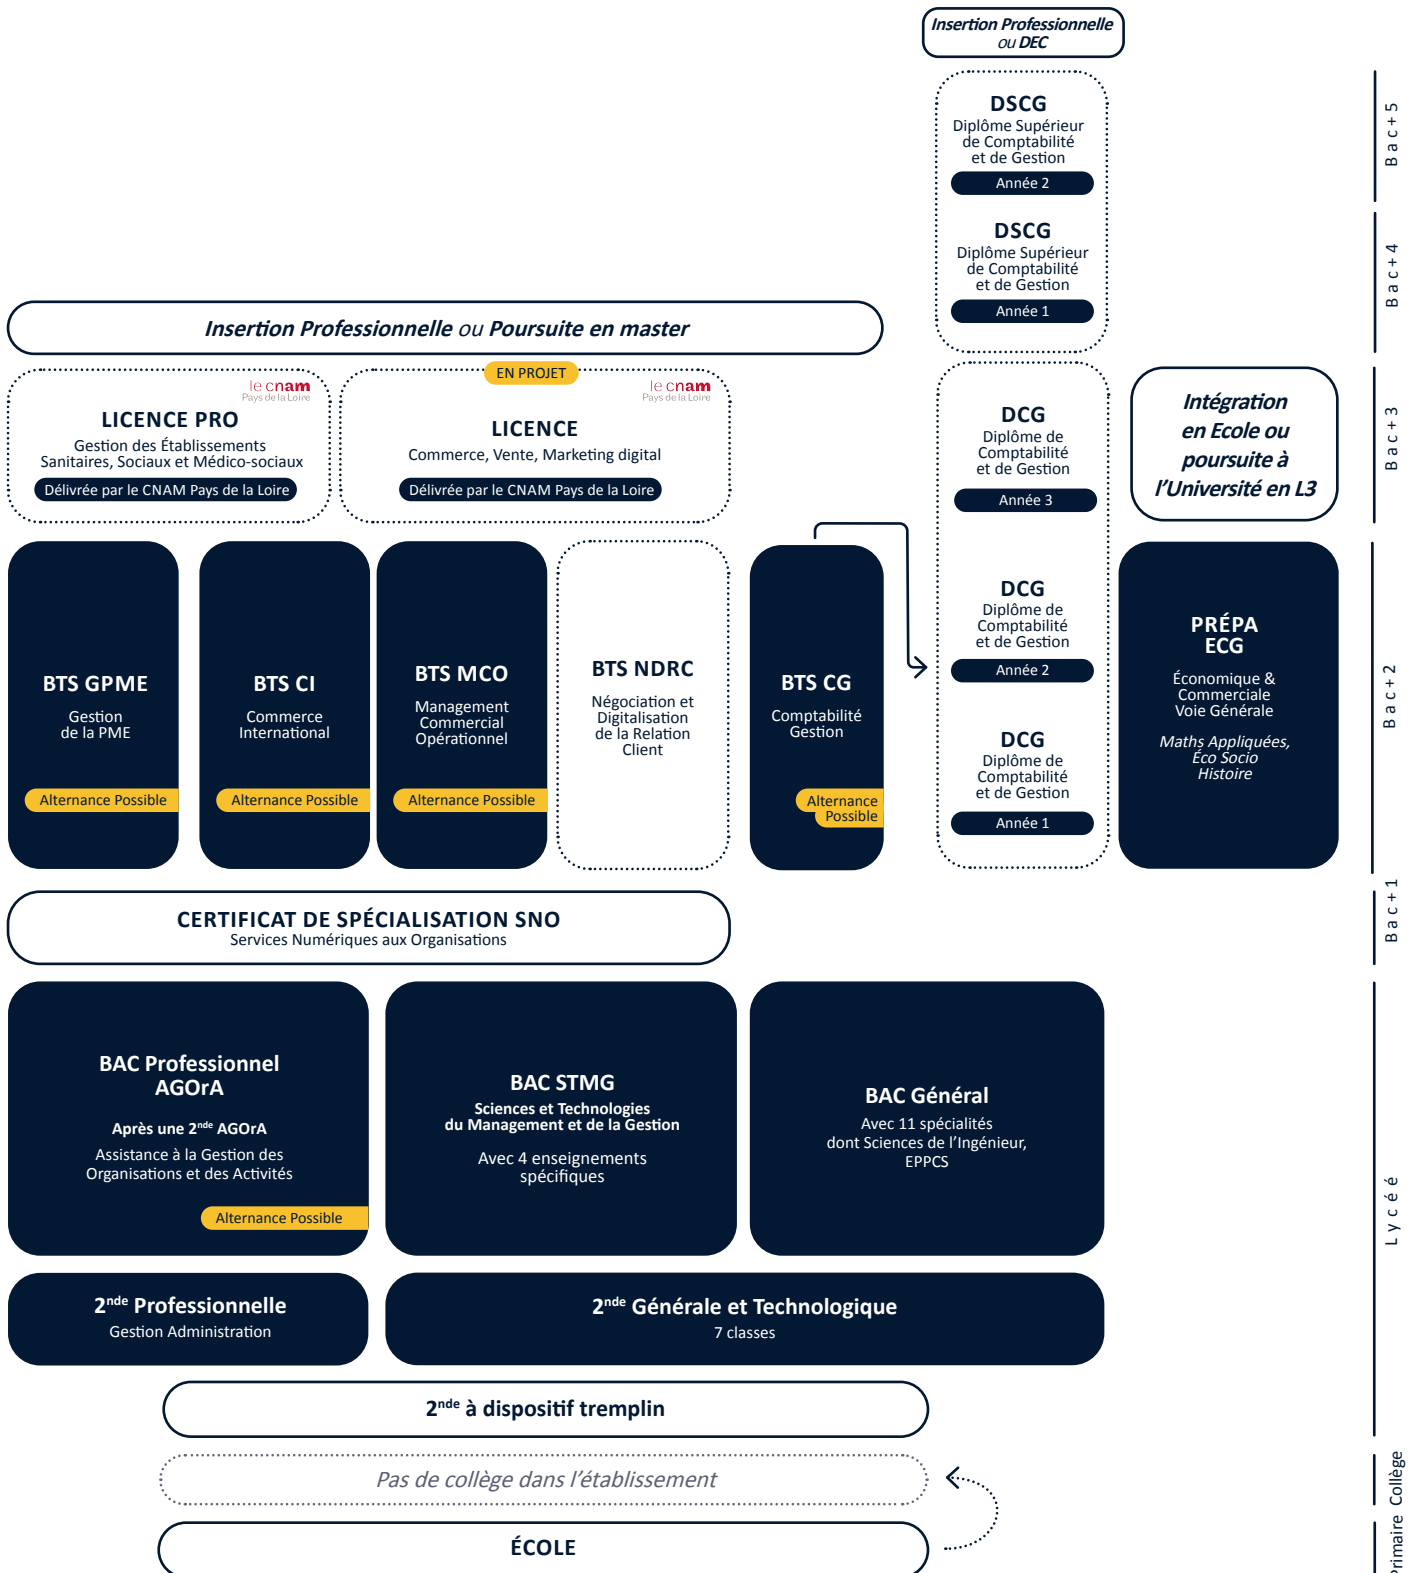 Insertion Professionnelle
ou DEC
DSCG
Diplôme Supérieur
de Comptabilité
et de Gestion
Année 2
Bac+5
DSCG
Diplôme Supérieur
de Comptabilité
et de Gestion
Année 1
Bac+4
Insertion Professionnelle ou Poursuite en master
le cnam
Pays de la Loire
LICENCE PRO
Gestion des Établissements
Sanitaires, Sociaux et Médico-sociaux
Délivrée par le CNAM Pays de la Loire
EN PROJET
le cnam
Pays de la Loire
LICENCE
Commerce, Vente, Marketing digital
Délivrée par le CNAM Pays de la Loire
DCG
Diplôme de
Comptabilité
et de Gestion
Année 3
Intégration
en Ecole ou
poursuite à
l'Université en L3
Bac+3
BTS GPME
Gestion
de la PME
Alternance Possible
BTS CI
Commerce
International
Alternance Possible
BTS MCO
Management
Commercial
Opérationnel
Alternance Possible
BTS NDRC
Négociation et
Digitalisation
de la Relation
Client
BTS CG
Comptabilité
Gestion
Alternance
Possible
DCG
Diplôme de
Comptabilité
et de Gestion
Année 2
DCG
Diplôme de
Comptabilité
et de Gestion
Année 1
PRÉPA
ECG
Économique &
Commerciale
Voie Générale
Maths Appliquées,
Éco Socio
Histoire
Bac+2
CERTIFICAT DE SPÉCIALISATION SNO
Services Numériques aux Organisations
Bac+1
BAC Professionnel
AGOrA
Après une 2nde AGOrA
Assistance à la Gestion des
Organisations et des Activités
Alternance Possible
BAC STMG
Sciences et Technologies
du Management et de la Gestion
Avec 4 enseignements
spécifiques
BAC Général
Avec 11 spécialités
dont Sciences de l'Ingénieur,
EPPCS
Lycéé
2nde Professionnelle
Gestion Administration
2nde Générale et Technologique
7 classes
2nde à dispositif tremplin
Pas de collège dans l'établissement
Collège
ÉCOLE
Primaire